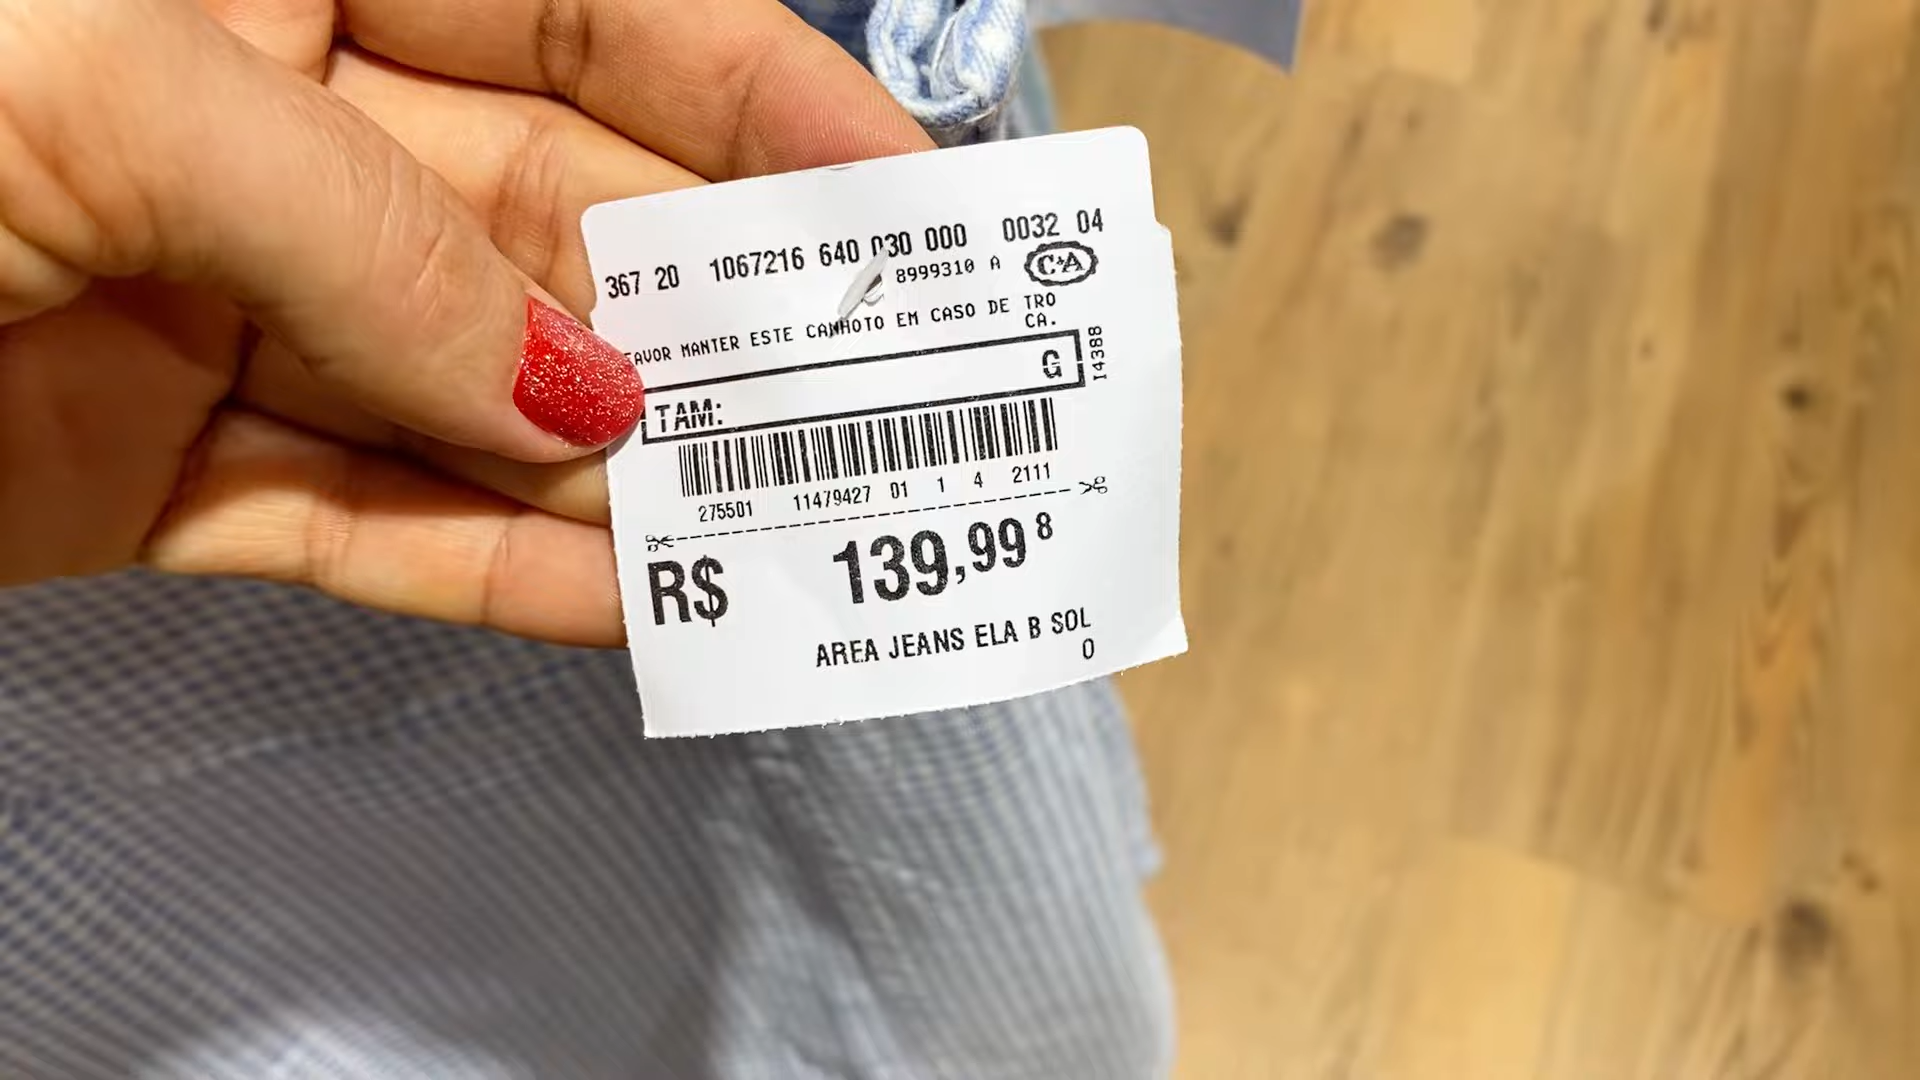 367 20 1067216 640 030 000 0032 04
8999310 A C&A
FAVOR MANTER ESTE CANHOTO EM CASO DE TRO
CA.
G
TAM:
14388
275501 11479427 01 1 4 2111
R$ 139,99 8
AREA JEANS ELA B SOL
0